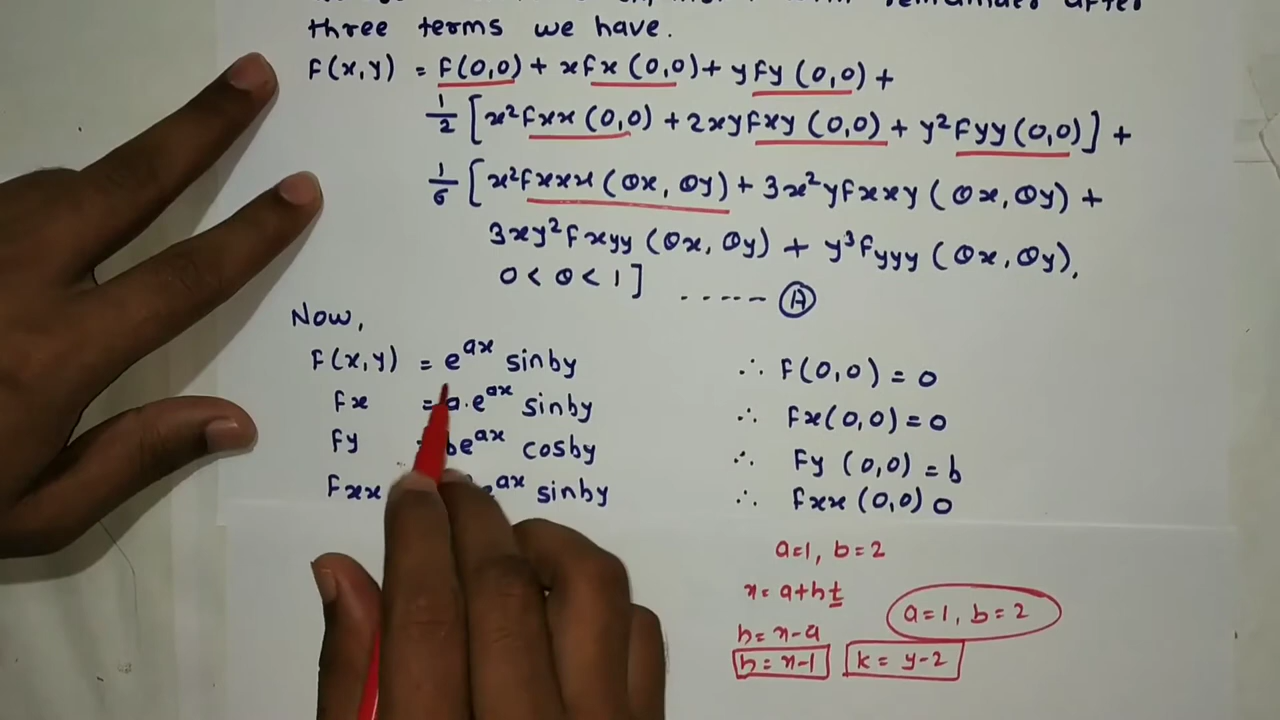 remainder after
three terms we have.
F(x,y) = F(0,0) + xFx(0,0) + yFy(0,0) +
1/2 [x²Fxx(0,0) + 2xyFxy(0,0) + y²Fyy(0,0)] +
1/6 [x²Fxxx(θx, θy) + 3x²yFxxy(θx, θy) +
3xy²Fxyy(θx, θy) + y³Fyyy(θx, θy),
0 < θ < 1] ..... Ⓐ
Now,
F(x,y) = e^{ax} sinby ∴ F(0,0) = 0
Fx = a.e^{ax} sinby ∴ Fx(0,0) = 0
Fy be^{ax} cosby ∴ Fy(0,0) = b
Fxx e^{ax} sinby ∴ Fxx(0,0) 0
a=1, b=2
x = a+ht
a=1, b=2
h = x-a
h = x-1 k = y-2